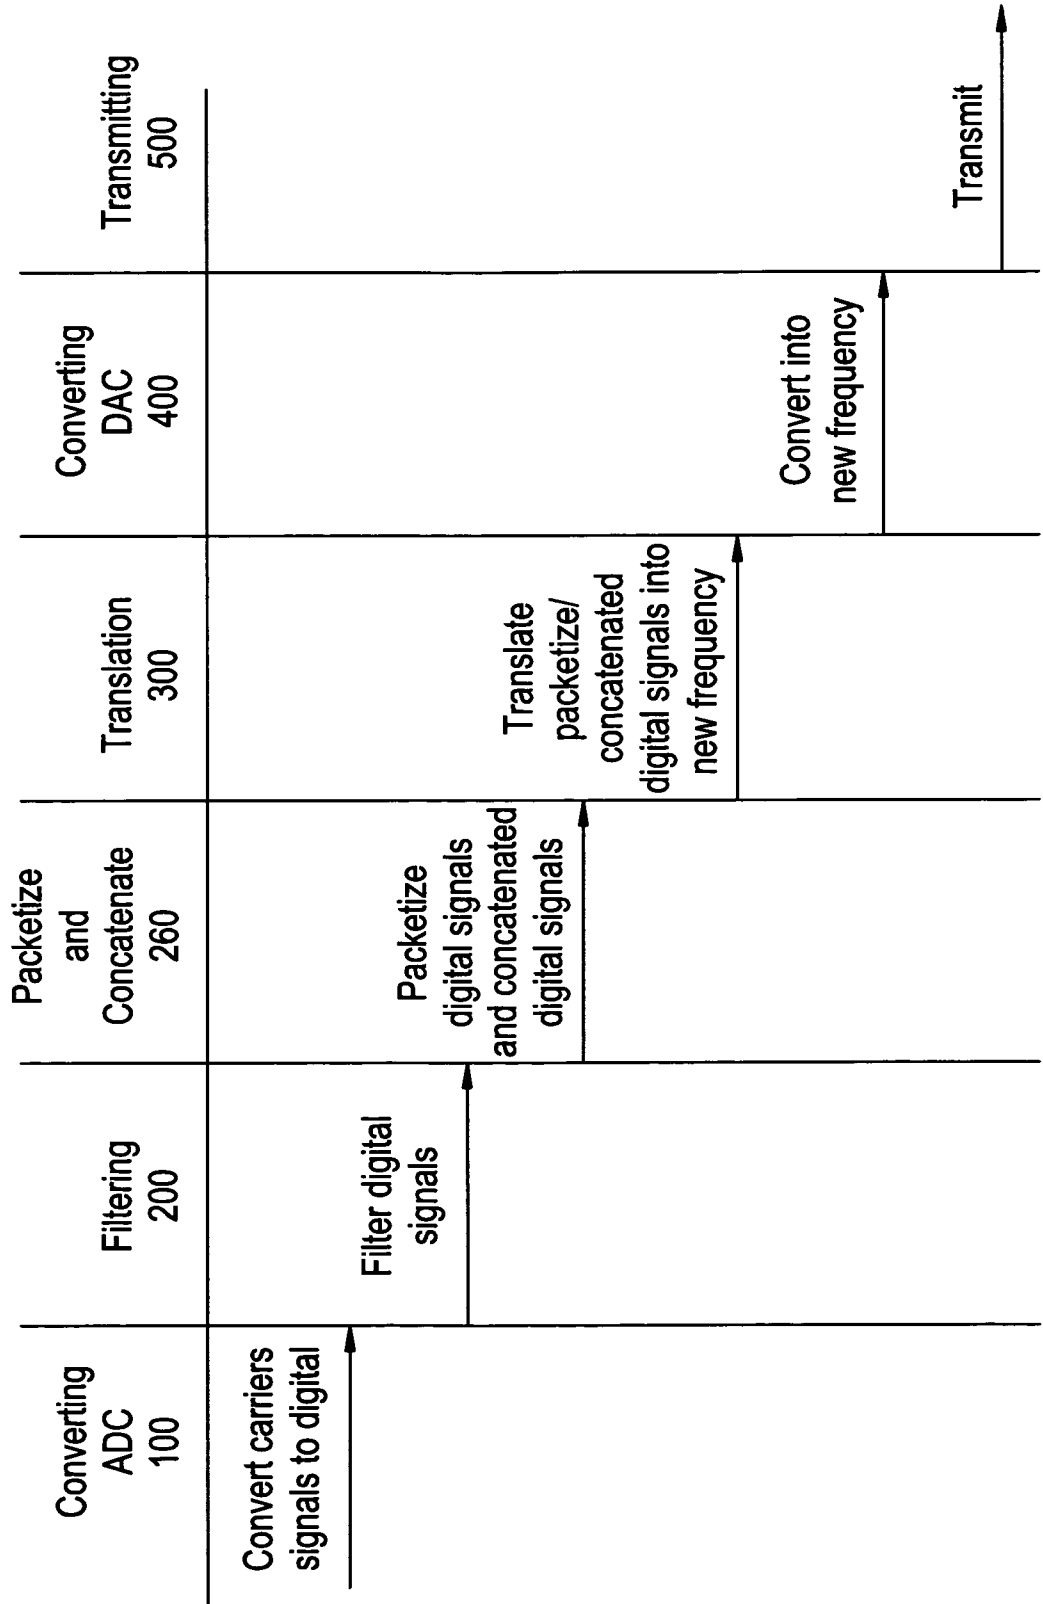 Converting
ADC
100
Filtering
200
Packetize
and
Concatenate
260
Translation
300
Converting
DAC
400
Transmitting
500
Convert carriers
signals to digital
Filter digital
signals
Packetize
digital signals
and concatenated
digital signals
Translate
packetize/
concatenated
digital signals into
new frequency
Convert into
new frequency
Transmit